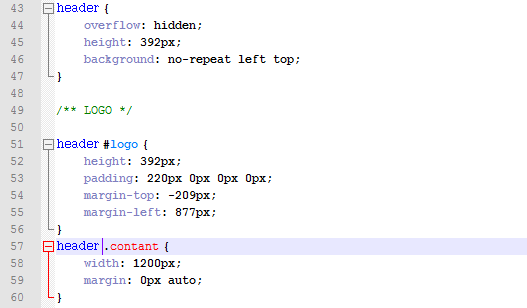 43 header {
44 overflow: hidden;
45 height: 392px;
46 background: no-repeat left top;
47 }
48
49 /** LOGO */
50
51 header #logo {
52 height: 392px;
53 padding: 220px 0px 0px 0px;
54 margin-top: -209px;
55 margin-left: 877px;
56 }
57 header .contant {
58 width: 1200px;
59 margin: 0px auto;
60 }